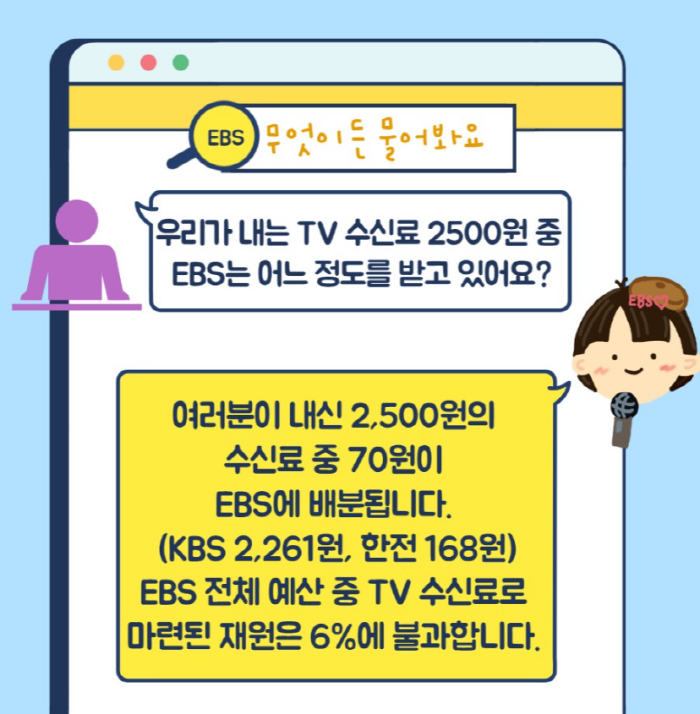 EBS 무엇이든 물어봐요
우리가 내는 TV 수신료 2500원 중
EBS는 어느 정도를 받고 있어요?
EBS♡
여러분이 내신 2,500원의
수신료 중 70원이
EBS에 배분됩니다.
(KBS 2,261원, 한전 168원)
EBS 전체 예산 중 TV 수신료로
마련된 재원은 6%에 불과합니다.